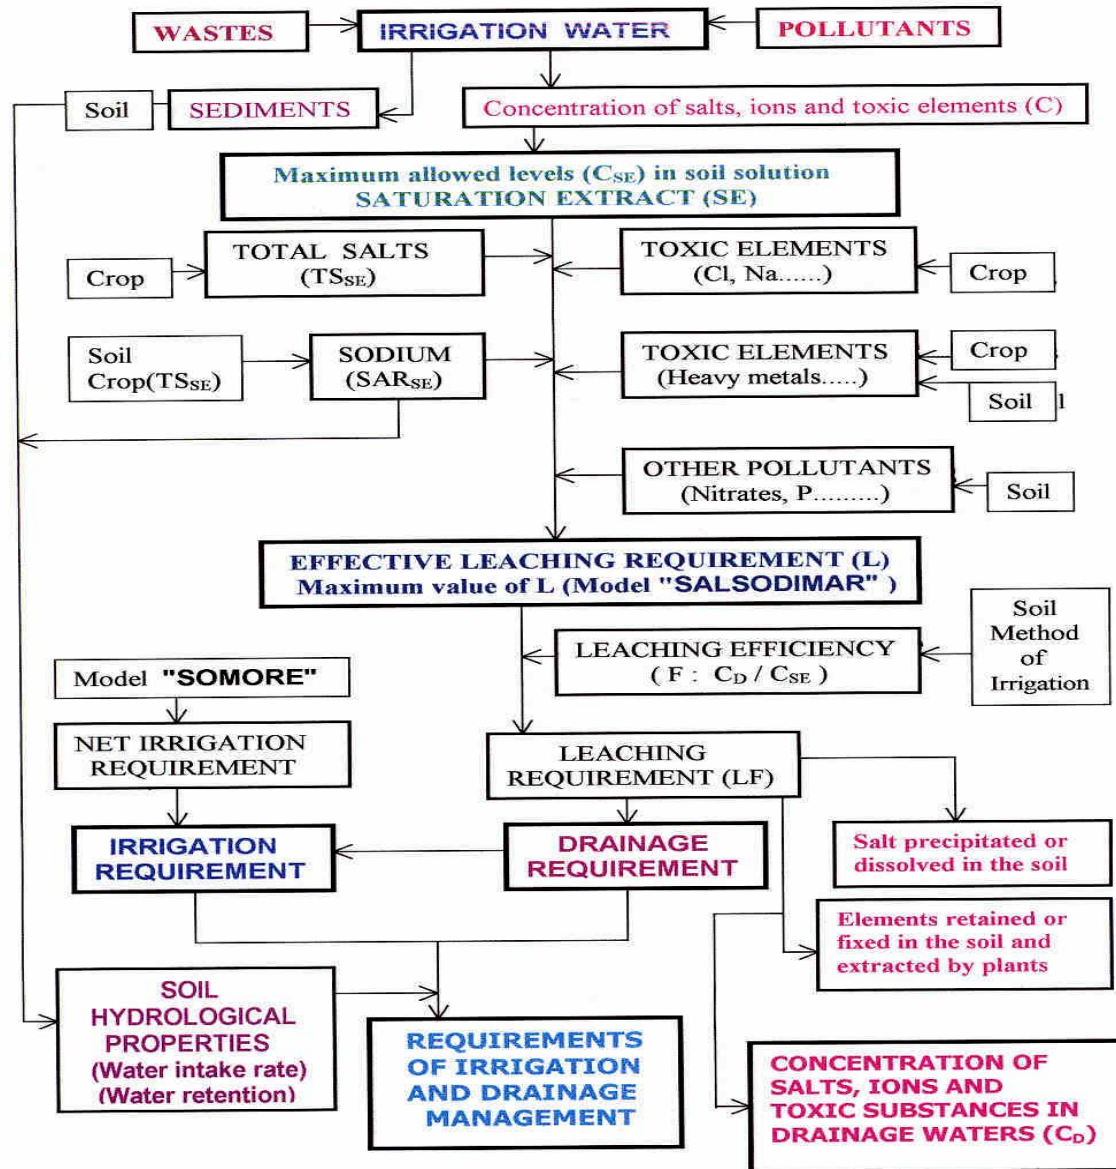 WASTES
IRRIGATION WATER
POLLUTANTS
Soil
SEDIMENTS
Concentration of salts, ions and toxic elements (C)
Maximum allowed levels (CSE) in soil solution
SATURATION EXTRACT (SE)
Crop
TOTAL SALTS
(TSSE)
TOXIC ELEMENTS
(Cl, Na......)
Crop
Soil
Crop(TSSE)
SODIUM
(SARSE)
TOXIC ELEMENTS
(Heavy metals.....)
Crop
Soil l
OTHER POLLUTANTS
(Nitrates, P.........)
Soil
EFFECTIVE LEACHING REQUIREMENT (L)
Maximum value of L (Model "SALSODIMAR" )
LEACHING EFFICIENCY
( F : CD / CSE )
Soil
Method
of
Irrigation
Model "SOMORE"
NET IRRIGATION
REQUIREMENT
LEACHING
REQUIREMENT (LF)
IRRIGATION
REQUIREMENT
DRAINAGE
REQUIREMENT
Salt precipitated or
dissolved in the soil
Elements retained or
fixed in the soil and
extracted by plants
SOIL
HYDROLOGICAL
PROPERTIES
(Water intake rate)
(Water retention)
REQUIREMENTS
OF IRRIGATION
AND DRAINAGE
MANAGEMENT
CONCENTRATION OF
SALTS, IONS AND
TOXIC SUBSTANCES IN
DRAINAGE WATERS (CD)